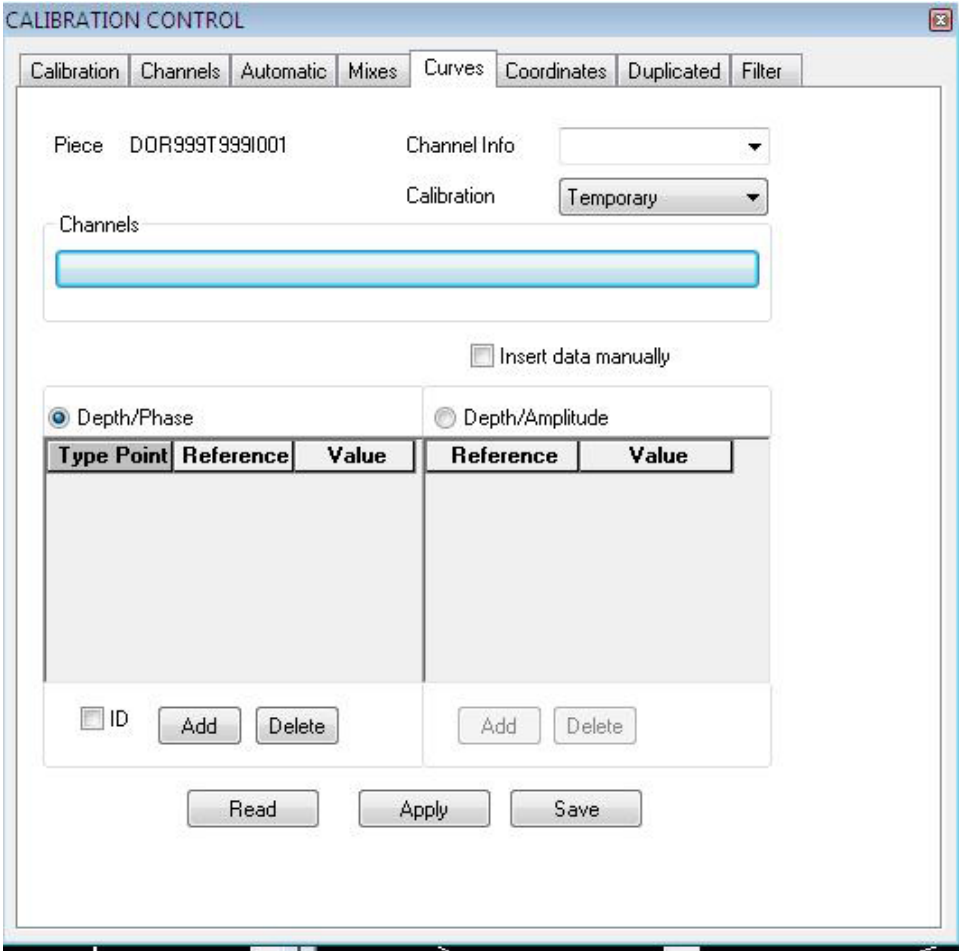 CALIBRATION CONTROL
Calibration Channels Automatic Mixes Curves Coordinates Duplicated Filter
Piece DOR999T999I001 Channel Info
Calibration Temporary
Channels
Insert data manually
Depth/Phase Depth/Amplitude
Type Point Reference Value Reference Value
ID Add Delete Add Delete
Read Apply Save